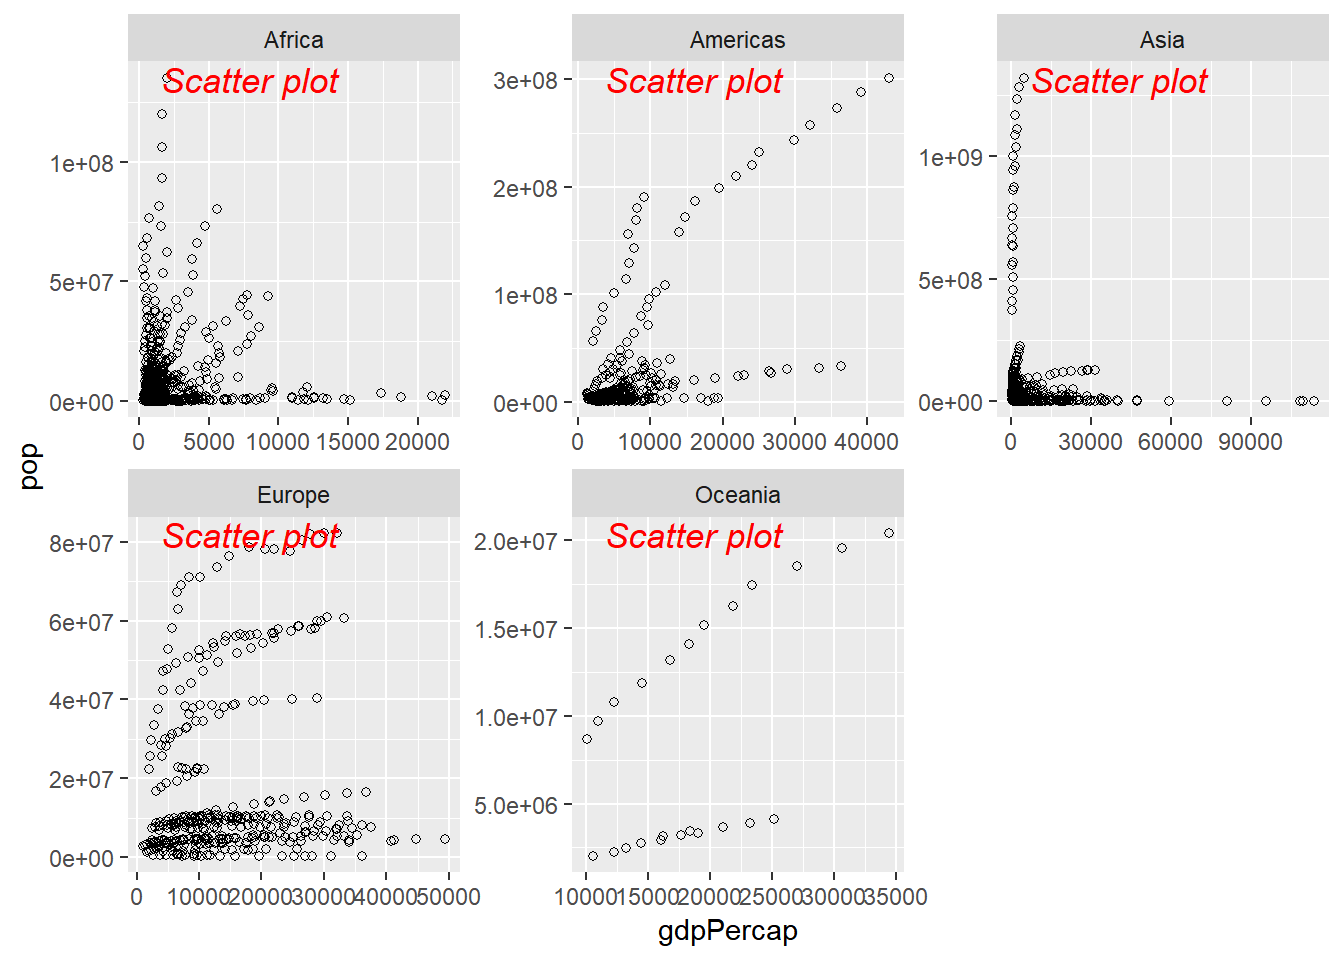 Africa
Americas
Asia
Scatter plot
Scatter plot
Scatter plot
1e+08
5e+07
0e+00
3e+08
2e+08
1e+08
0e+00
1e+09
5e+08
0e+00
0 5000 10000 15000 20000
0 10000 20000 30000 40000
0 30000 60000 90000
pop
Europe
Oceania
Scatter plot
Scatter plot
8e+07
6e+07
4e+07
2e+07
0e+00
2.0e+07
1.5e+07
1.0e+07
5.0e+06
0 10000 20000 30000 40000 50000
10000 15000 20000 25000 30000 35000
gdpPercap